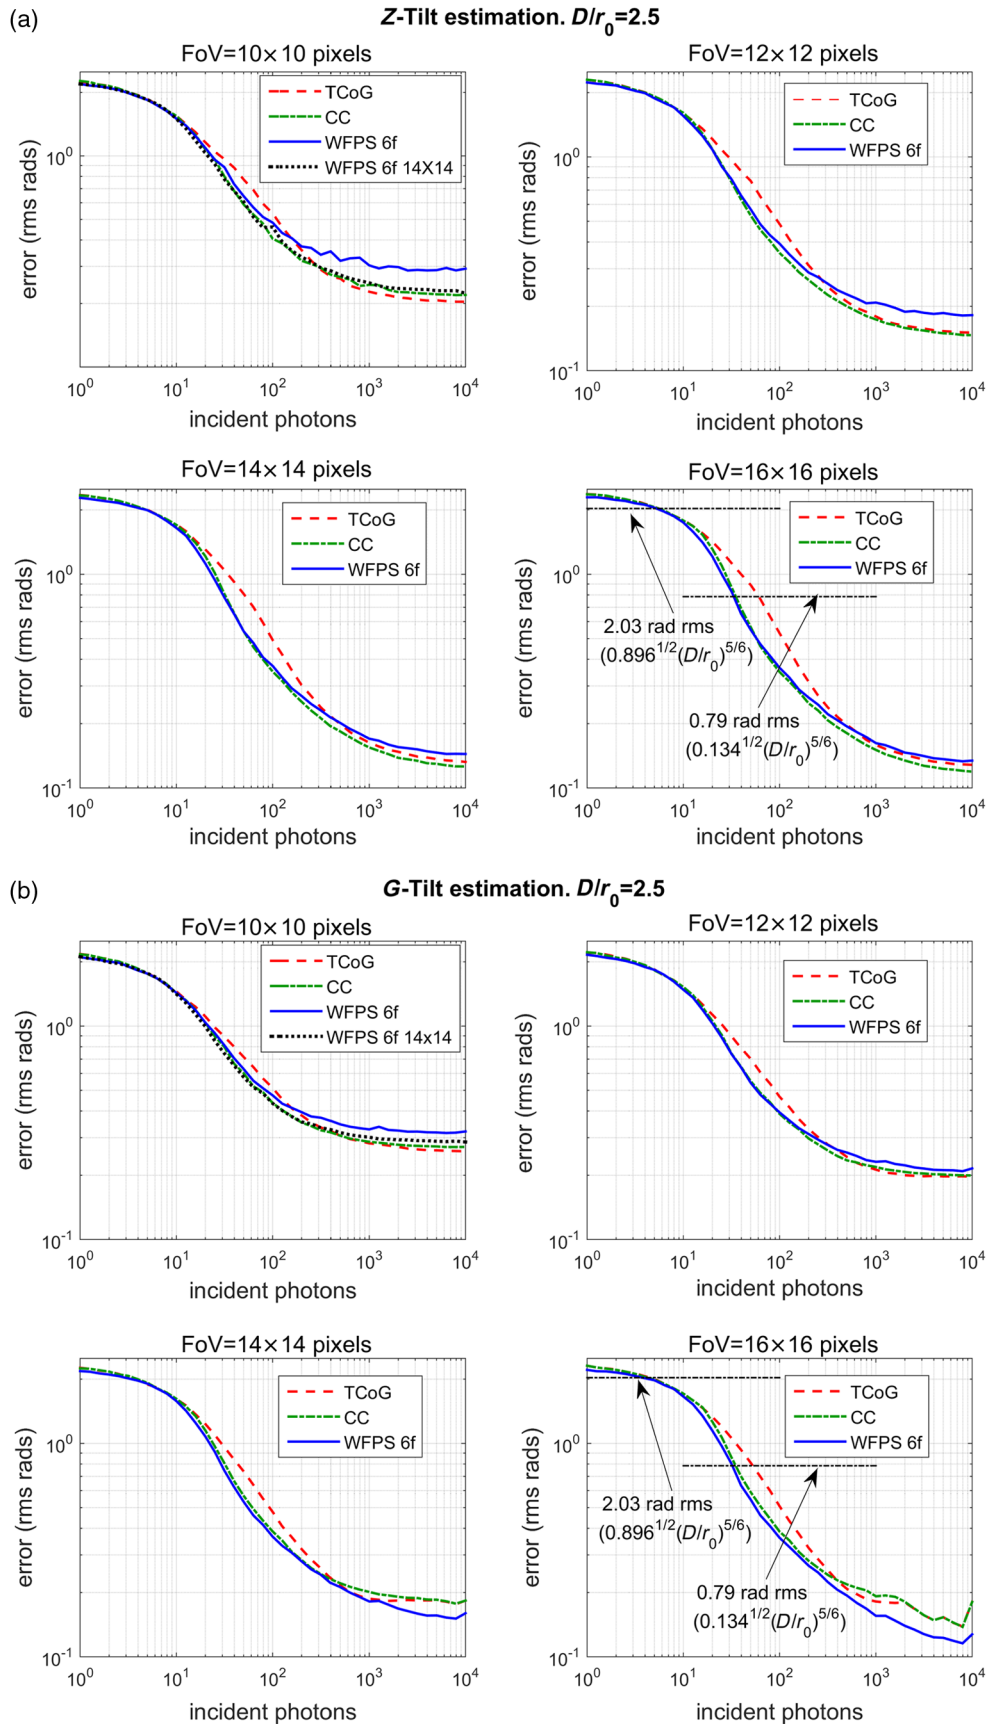 (a)
Z-Tilt estimation. D/r0=2.5
FoV=10×10 pixels
TCoG
CC
WFPS 6f
WFPS 6f 14X14
error (rms rads)
10^0
10^-1
10^0 10^1 10^2 10^3 10^4
incident photons
FoV=12×12 pixels
TCoG
CC
WFPS 6f
error (rms rads)
10^0
10^-1
10^0 10^1 10^2 10^3 10^4
incident photons
FoV=14×14 pixels
TCoG
CC
WFPS 6f
error (rms rads)
10^0
10^-1
10^0 10^1 10^2 10^3 10^4
incident photons
FoV=16×16 pixels
TCoG
CC
WFPS 6f
2.03 rad rms
(0.896^1/2(D/r0)^5/6)
0.79 rad rms
(0.134^1/2(D/r0)^5/6)
error (rms rads)
10^0
10^-1
10^0 10^1 10^2 10^3 10^4
incident photons
(b)
G-Tilt estimation. D/r0=2.5
FoV=10×10 pixels
TCoG
CC
WFPS 6f
WFPS 6f 14x14
error (rms rads)
10^0
10^-1
10^0 10^1 10^2 10^3 10^4
incident photons
FoV=12×12 pixels
TCoG
CC
WFPS 6f
error (rms rads)
10^0
10^-1
10^0 10^1 10^2 10^3 10^4
incident photons
FoV=14×14 pixels
TCoG
CC
WFPS 6f
error (rms rads)
10^0
10^-1
10^0 10^1 10^2 10^3 10^4
incident photons
FoV=16×16 pixels
TCoG
CC
WFPS 6f
2.03 rad rms
(0.896^1/2(D/r0)^5/6)
0.79 rad rms
(0.134^1/2(D/r0)^5/6)
error (rms rads)
10^0
10^-1
10^0 10^1 10^2 10^3 10^4
incident photons